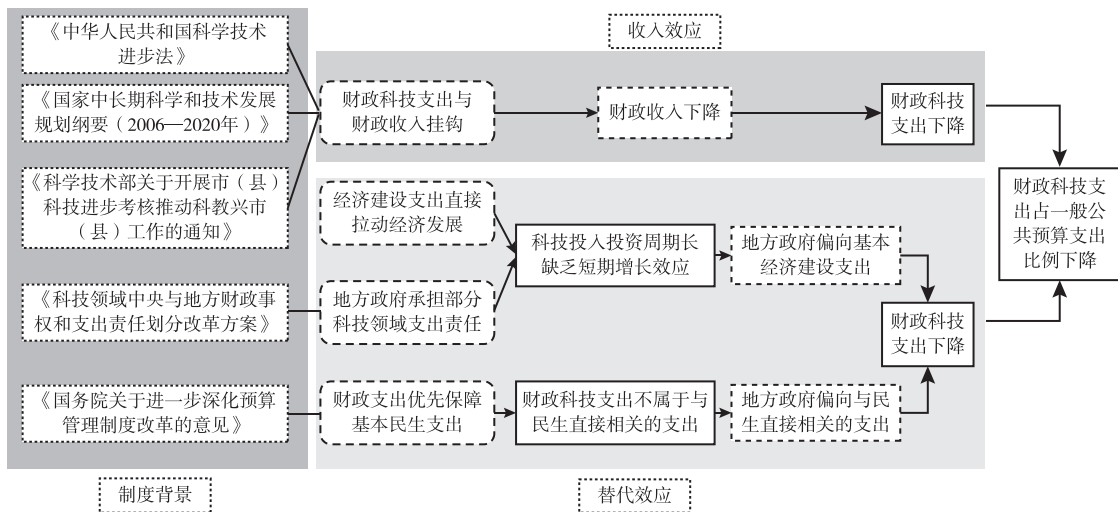 收入效应
《中华人民共和国科学技术
进步法》
《国家中长期科学和技术发展
规划纲要（2006—2020年）》
《科学技术部关于开展市（县）
科技进步考核推动科教兴市
（县）工作的通知》
《科技领域中央与地方财政事
权和支出责任划分改革方案》
《国务院关于进一步深化预算
管理制度改革的意见》
制度背景
财政科技支出与
财政收入挂钩
财政收入下降
财政科技
支出下降
经济建设支出直接
拉动经济发展
地方政府承担部分
科技领域支出责任
科技投入投资周期长
缺乏短期增长效应
地方政府偏向基本
经济建设支出
财政支出优先保障
基本民生支出
财政科技支出不属于与
民生直接相关的支出
地方政府偏向与民
生直接相关的支出
财政科技
支出下降
财政科技支
出占一般公
共预算支出
比例下降
替代效应